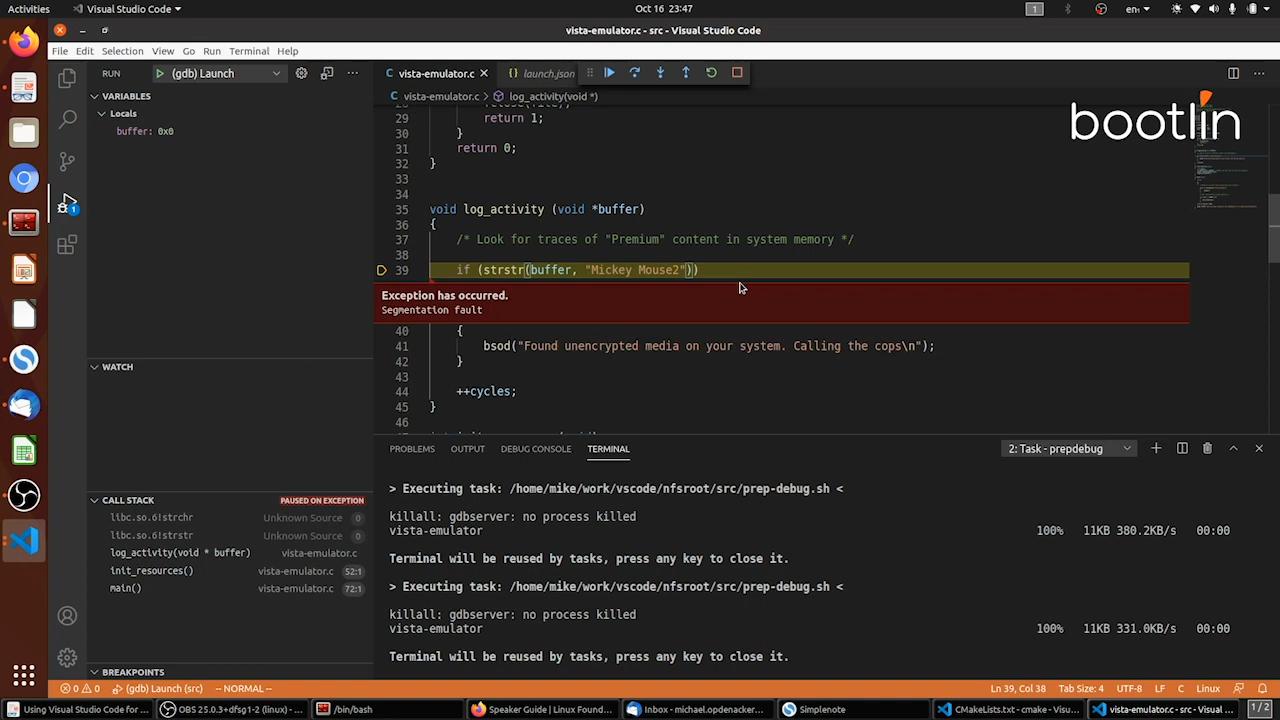 Activities
Visual Studio Code
Oct 16 23:47
1
en
vista-emulator.c - src - Visual Studio Code
File Edit Selection View Go Run Terminal Help
RUN (gdb) Launch
vista-emulator.c
launch.json
VARIABLES
vista-emulator.c > log_activity(void *)
Locals
buffer: 0x0
bootlin
29 return 1;
30 }
31 return 0;
32 }
33
34
35 void log_activity (void *buffer)
36 {
37 /* Look for traces of "Premium" content in system memory */
38
39 if (strstr(buffer, "Mickey Mouse2"))
Exception has occurred.
Segmentation fault
40 {
41 bsod("Found unencrypted media on your system. Calling the cops\n");
42 }
43
44 ++cycles;
45 }
46
1
WATCH
CALL STACK PAUSED ON EXCEPTION
libc.so.6!strchr Unknown Source 0
libc.so.6!strstr Unknown Source 0
log_activity(void * buffer) vista-emulator.c
init_resources() vista-emulator.c 52:1
main() vista-emulator.c 72:1
BREAKPOINTS
PROBLEMS OUTPUT DEBUG CONSOLE TERMINAL 2: Task - prepdebug
> Executing task: /home/mike/work/vscode/nfsroot/src/prep-debug.sh <
killall: gdbserver: no process killed
vista-emulator 100% 11KB 380.2KB/s 00:00
Terminal will be reused by tasks, press any key to close it.
> Executing task: /home/mike/work/vscode/nfsroot/src/prep-debug.sh <
killall: gdbserver: no process killed
vista-emulator 100% 11KB 331.0KB/s 00:00
Terminal will be reused by tasks, press any key to close it.
0 0 (gdb) Launch (src) -- NORMAL -- Ln 39, Col 38 Tab Size: 4 UTF-8 LF C Linux
Using Visual Studio Code for ... OBS 25.0.3+dfsg1-2 (linux) - ... /bin/bash Speaker Guide | Linux Found... Inbox - michael.opdenacker... Simplenote CMakeLists.txt - cmake - Visu... vista-emulator.c - src - Visual ... 1 / 2